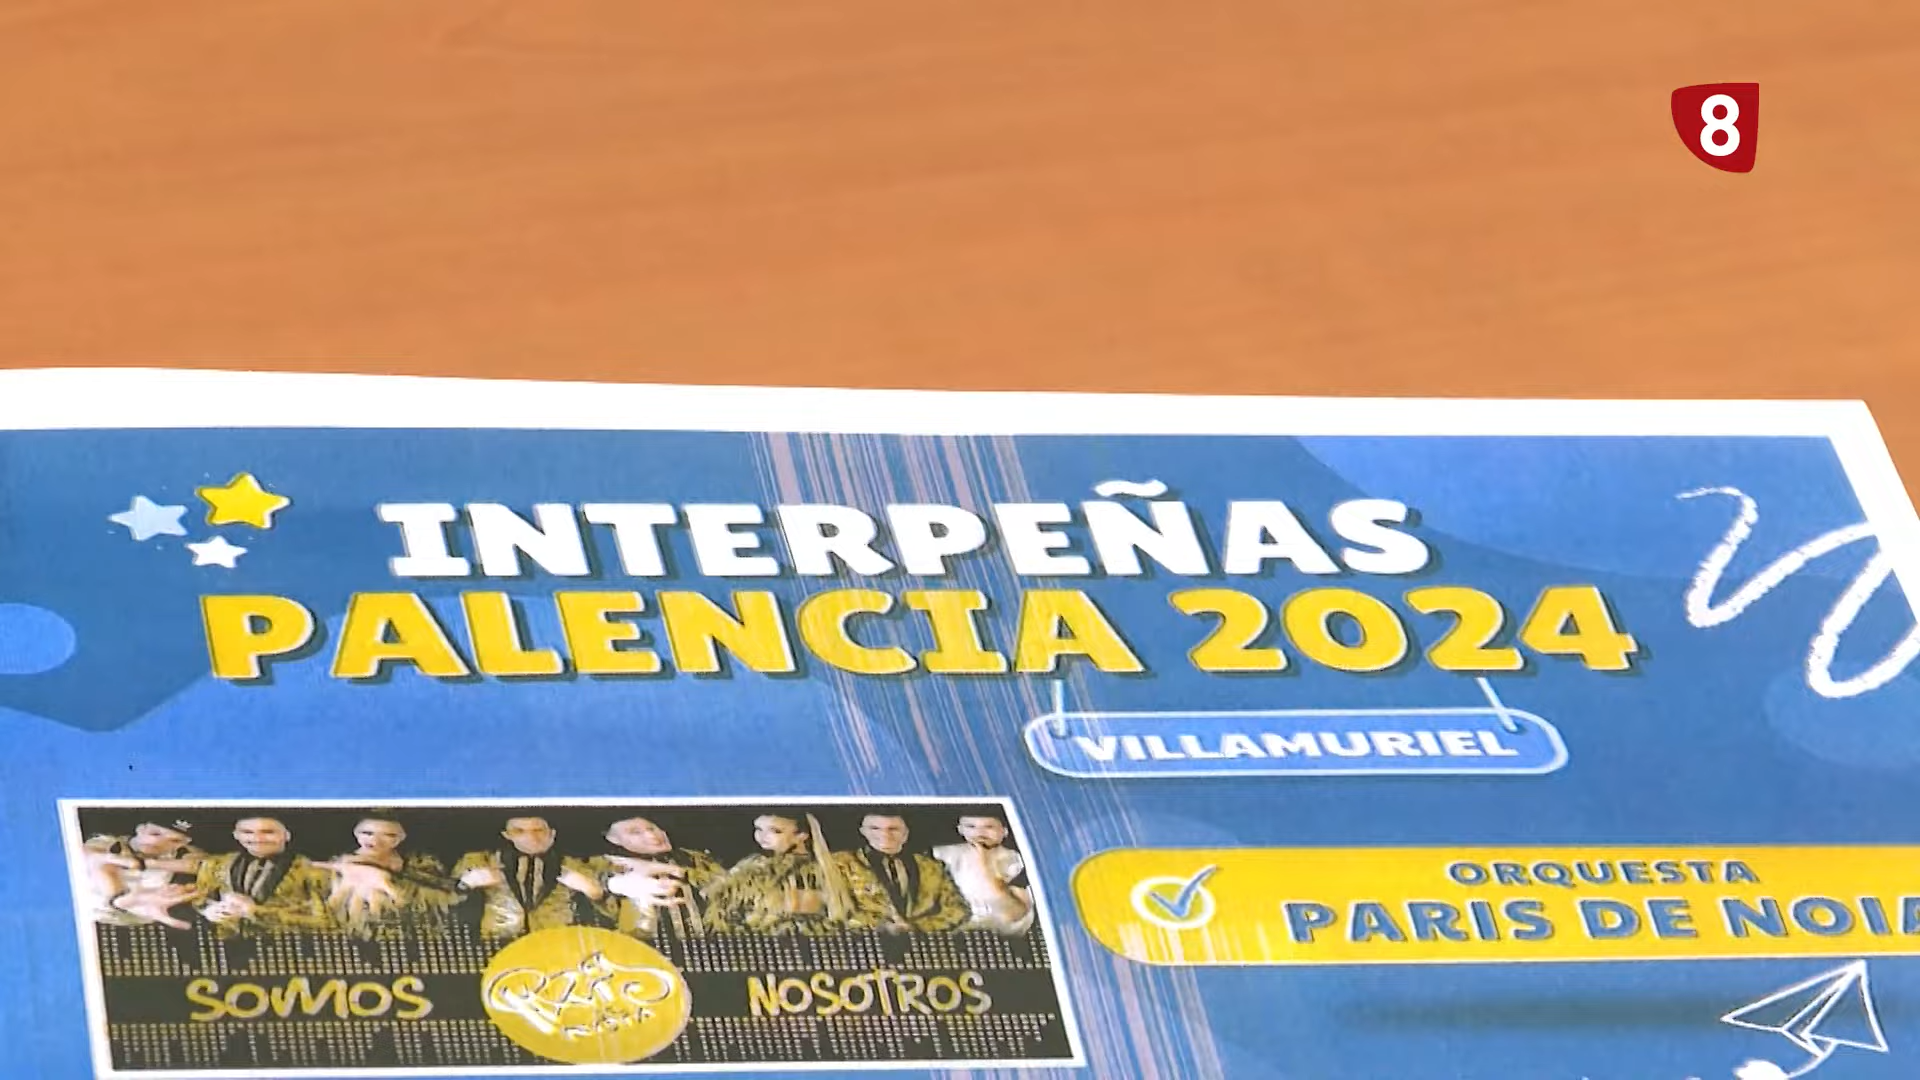 8
INTERPEÑAS
PALENCIA 2024
VILLAMURIEL
ORQUESTA
PARIS DE NOIA
SOMOS
NOSOTROS